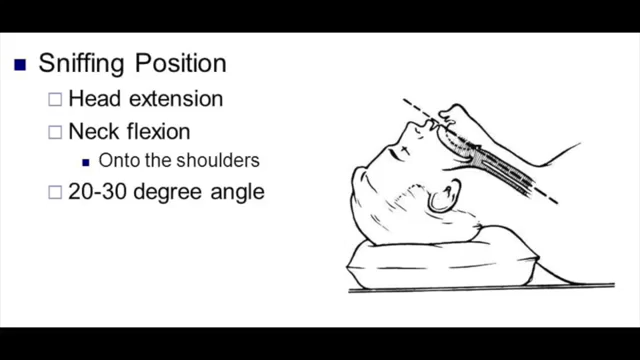 Sniffing Position
Head extension
Neck flexion
Onto the shoulders
20-30 degree angle